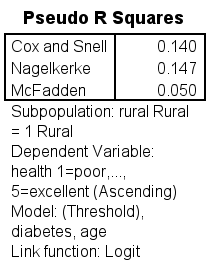 Pseudo R Squares
Cox and Snell 0.140
Nagelkerke 0.147
McFadden 0.050
Subpopulation: rural Rural
= 1 Rural
Dependent Variable:
health 1=poor,...,
5=excellent (Ascending)
Model: (Threshold),
diabetes, age
Link function: Logit